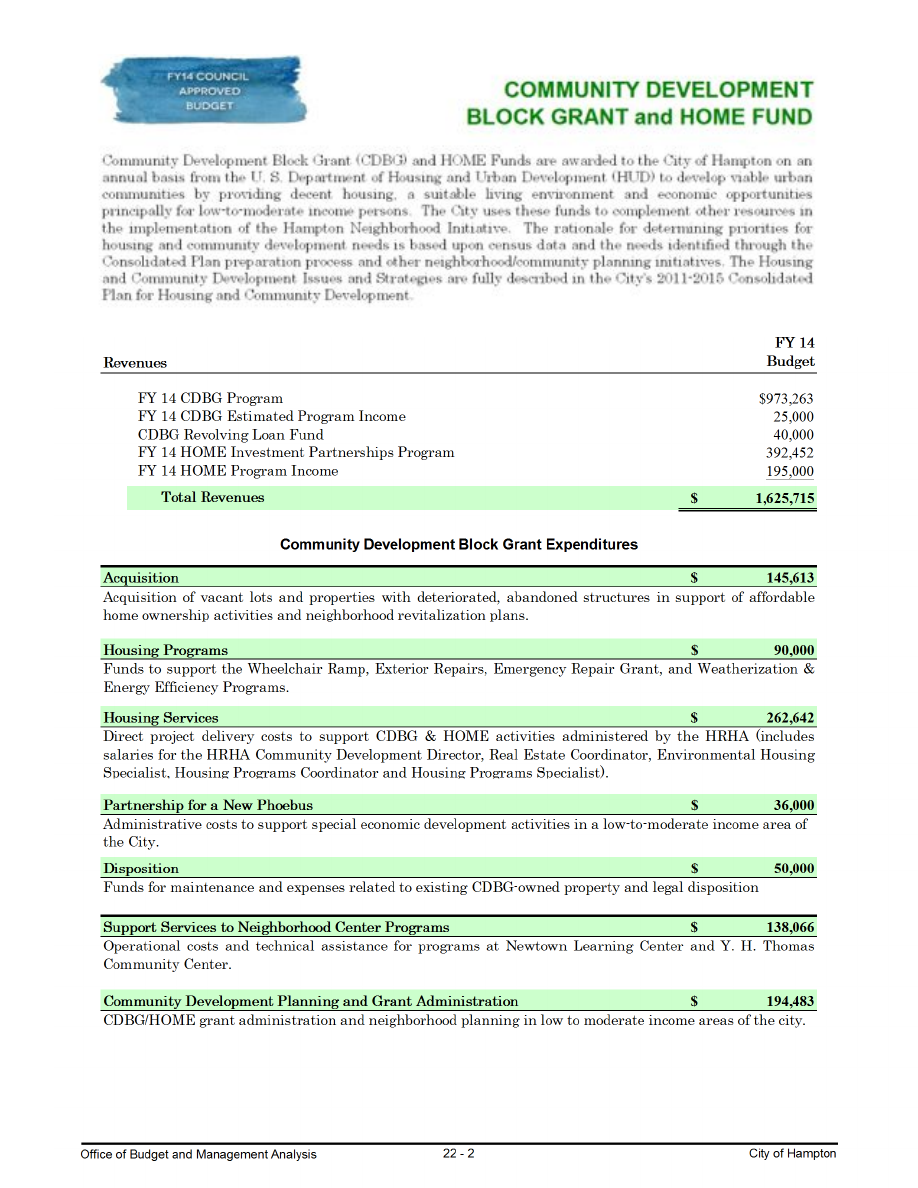 FY14 COUNCIL
APPROVED
BUDGET
COMMUNITY DEVELOPMENT
BLOCK GRANT and HOME FUND
Community Development Block Grant (CDBG) and HOME Funds are awarded to the City of Hampton on an
annual basis from the U. S. Department of Housing and Urban Development (HUD) to develop viable urban
communities by providing decent housing, a suitable living environment and economic opportunities
principally for low-to-moderate income persons. The City uses these funds to complement other resources in
the implementation of the Hampton Neighborhood Initiative. The rationale for determining priorities for
housing and community development needs is based upon census data and the needs identified through the
Consolidated Plan preparation process and other neighborhood/community planning initiatives. The Housing
and Community Development Issues and Strategies are fully described in the City's 2011-2015 Consolidated
Plan for Housing and Community Development.
FY 14
Revenues Budget
FY 14 CDBG Program $973,263
FY 14 CDBG Estimated Program Income 25,000
CDBG Revolving Loan Fund 40,000
FY 14 HOME Investment Partnerships Program 392,452
FY 14 HOME Program Income 195,000
Total Revenues $ 1,625,715
Community Development Block Grant Expenditures
Acquisition $ 145,613
Acquisition of vacant lots and properties with deteriorated, abandoned structures in support of affordable
home ownership activities and neighborhood revitalization plans.
Housing Programs $ 90,000
Funds to support the Wheelchair Ramp, Exterior Repairs, Emergency Repair Grant, and Weatherization &
Energy Efficiency Programs.
Housing Services $ 262,642
Direct project delivery costs to support CDBG & HOME activities administered by the HRHA (includes
salaries for the HRHA Community Development Director, Real Estate Coordinator, Environmental Housing
Specialist, Housing Programs Coordinator and Housing Programs Specialist).
Partnership for a New Phoebus $ 36,000
Administrative costs to support special economic development activities in a low-to-moderate income area of
the City.
Disposition $ 50,000
Funds for maintenance and expenses related to existing CDBG-owned property and legal disposition
Support Services to Neighborhood Center Programs $ 138,066
Operational costs and technical assistance for programs at Newtown Learning Center and Y. H. Thomas
Community Center.
Community Development Planning and Grant Administration $ 194,483
CDBG/HOME grant administration and neighborhood planning in low to moderate income areas of the city.
Office of Budget and Management Analysis 22 - 2 City of Hampton